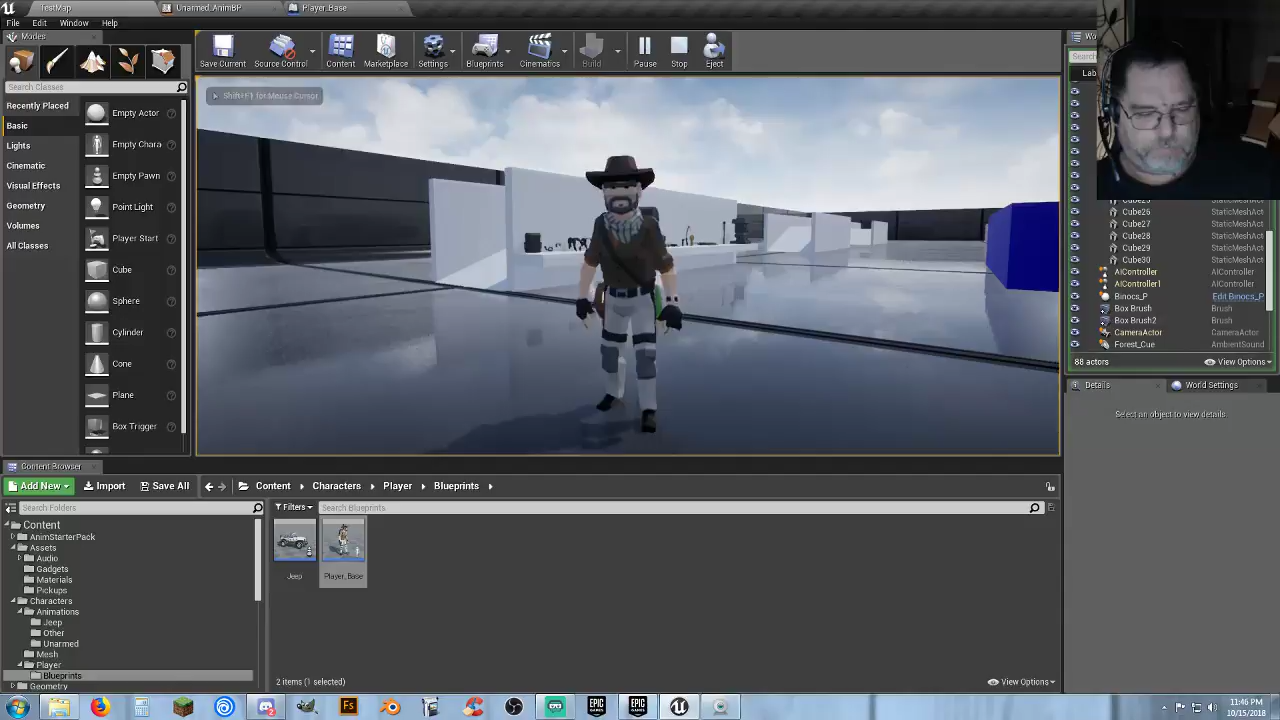 TestMap
Unarmed_AnimBP
Player_Base
File
Edit
Window
Help
Modes
Search Classes
Recently Placed
Basic
Lights
Cinematic
Visual Effects
Geometry
Volumes
All Classes
Empty Actor
Empty Chara
Empty Pawn
Point Light
Player Start
Cube
Sphere
Cylinder
Cone
Plane
Box Trigger
Save Current
Source Control
Content
Marketplace
Settings
Blueprints
Cinematics
Build
Pause
Stop
Eject
Shift+F1 for Mouse Cursor
Cube26 StaticMeshAct
Cube27 StaticMeshAct
Cube28 StaticMeshAct
Cube29 StaticMeshAct
Cube30 StaticMeshAct
AIController AIController
AIController1 AIController
Binocs_P Edit Binocs_P
Box Brush Brush
Box Brush2 Brush
CameraActor CameraActor
Forest_Cue AmbientSound
88 actors
View Options
Details
World Settings
Select an object to view details.
Content Browser
Add New
Import
Save All
Content
Characters
Player
Blueprints
Search Folders
Filters
Search Blueprints
Content
AnimStarterPack
Assets
Audio
Gadgets
Materials
Pickups
Characters
Animations
Jeep
Other
Unarmed
Mesh
Player
Blueprints
Geometry
Jeep
Player_Base
2 items (1 selected)
View Options
Fs
EPIC GAMES
EPIC GAMES
11:46 PM
10/15/2018